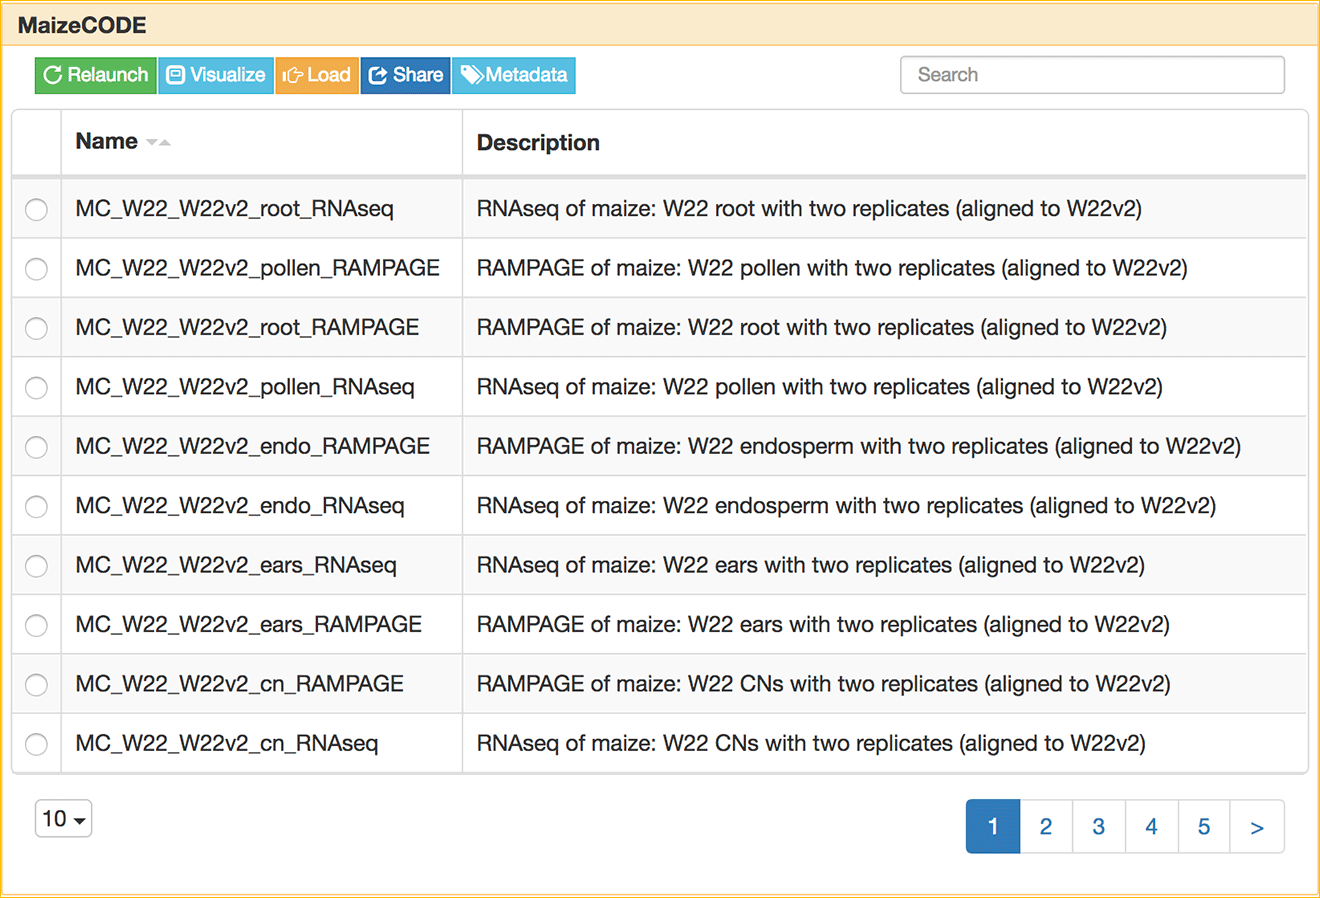 MaizeCODE
Relaunch Visualize Load Share Metadata Search
Name Description
MC_W22_W22v2_root_RNAseq RNAseq of maize: W22 root with two replicates (aligned to W22v2)
MC_W22_W22v2_pollen_RAMPAGE RAMPAGE of maize: W22 pollen with two replicates (aligned to W22v2)
MC_W22_W22v2_root_RAMPAGE RAMPAGE of maize: W22 root with two replicates (aligned to W22v2)
MC_W22_W22v2_pollen_RNAseq RNAseq of maize: W22 pollen with two replicates (aligned to W22v2)
MC_W22_W22v2_endo_RAMPAGE RAMPAGE of maize: W22 endosperm with two replicates (aligned to W22v2)
MC_W22_W22v2_endo_RNAseq RNAseq of maize: W22 endosperm with two replicates (aligned to W22v2)
MC_W22_W22v2_ears_RNAseq RNAseq of maize: W22 ears with two replicates (aligned to W22v2)
MC_W22_W22v2_ears_RAMPAGE RAMPAGE of maize: W22 ears with two replicates (aligned to W22v2)
MC_W22_W22v2_cn_RAMPAGE RAMPAGE of maize: W22 CNs with two replicates (aligned to W22v2)
MC_W22_W22v2_cn_RNAseq RNAseq of maize: W22 CNs with two replicates (aligned to W22v2)
10 1 2 3 4 5 >